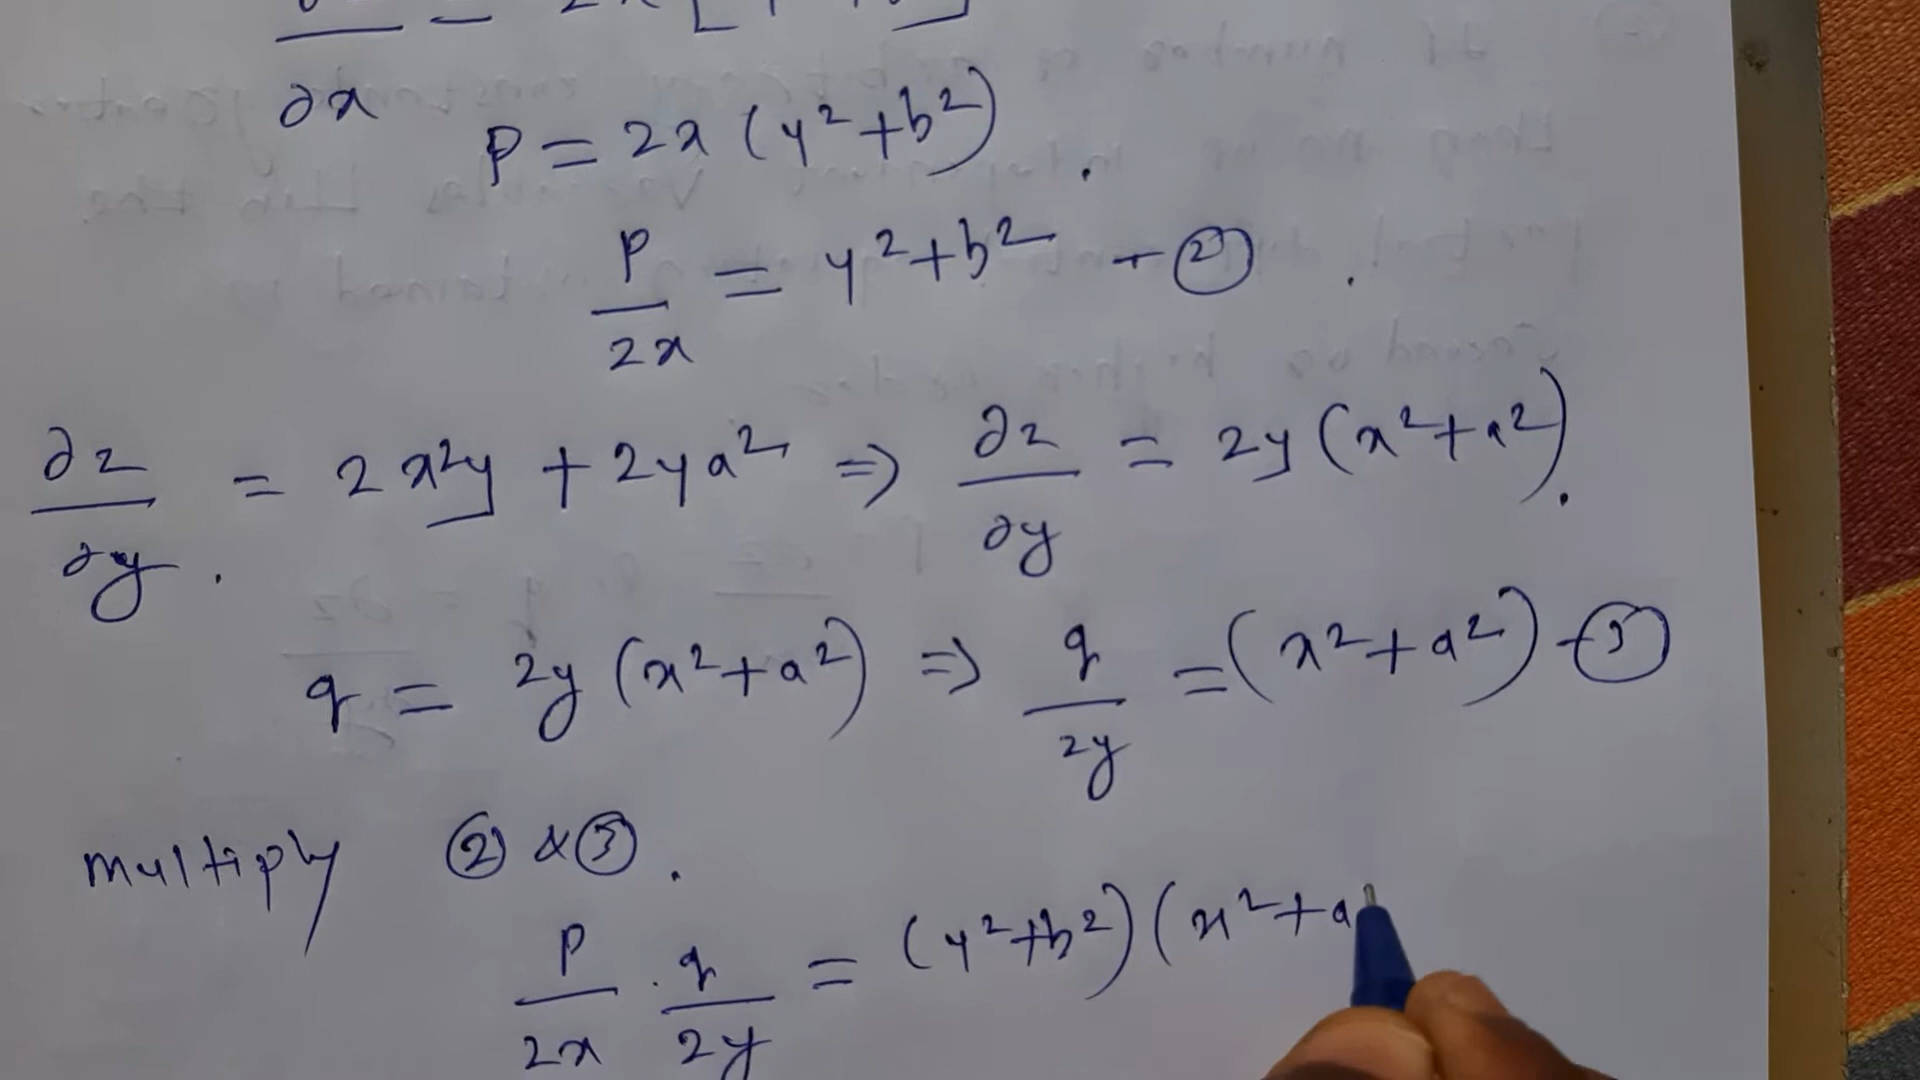 ∂x
p = 2x (y²+b²).
p/2x = y²+b² - ②.
∂z/∂y = 2x²y + 2ya² => ∂z/∂y = 2y (x²+a²).
q = 2y (x²+a²) => q/2y = (x²+a²) - ③
multiply ② & ③.
p/2x . q/2y = (y²+b²) (x²+a